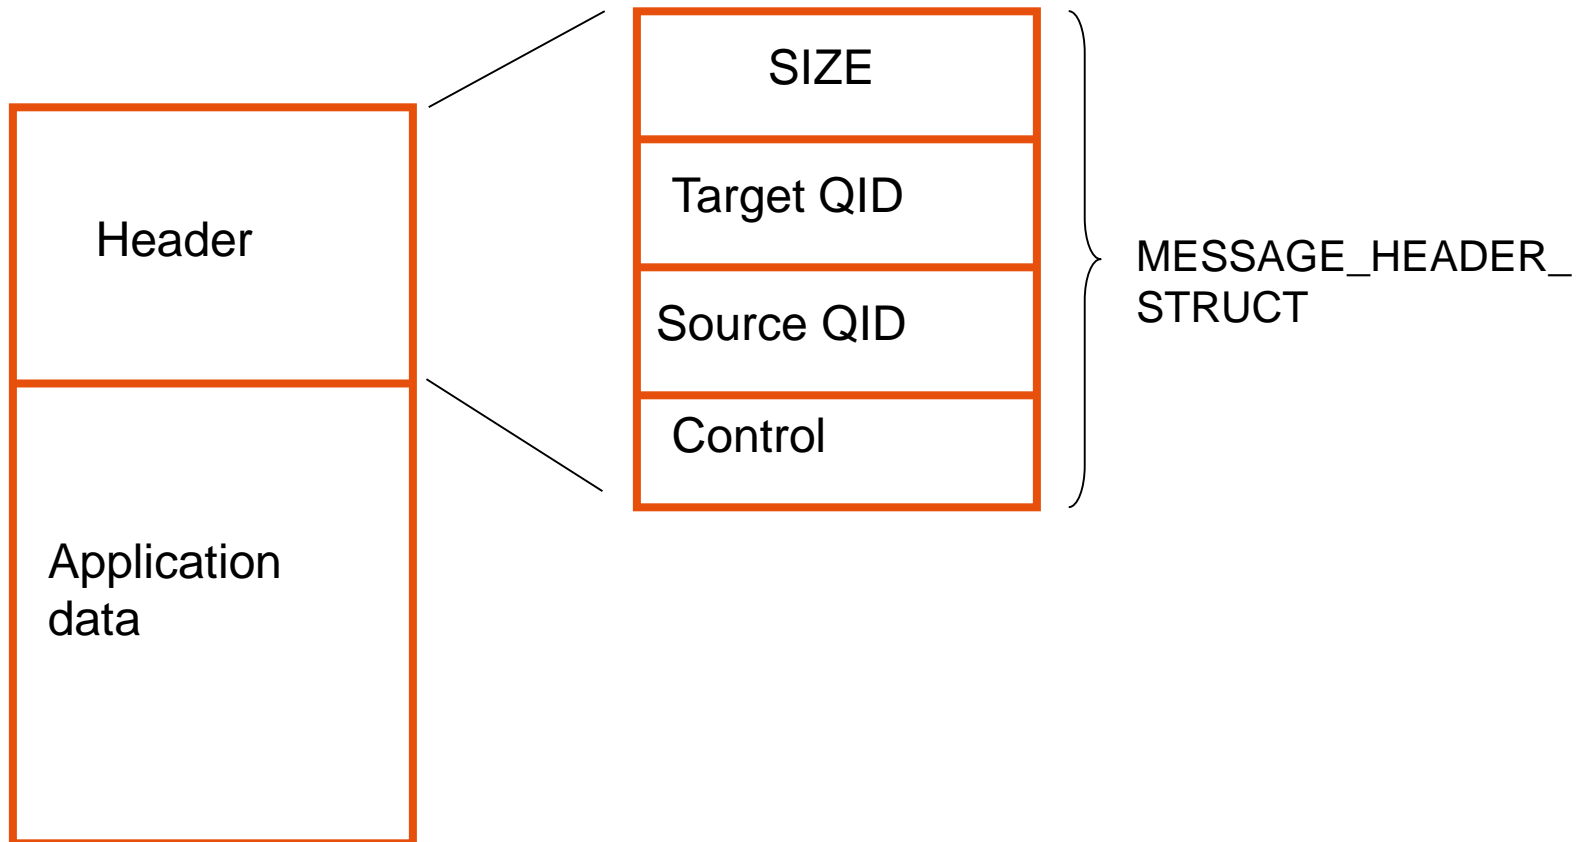 Header
Application
data
SIZE
Target QID
Source QID
Control
MESSAGE_HEADER_
STRUCT